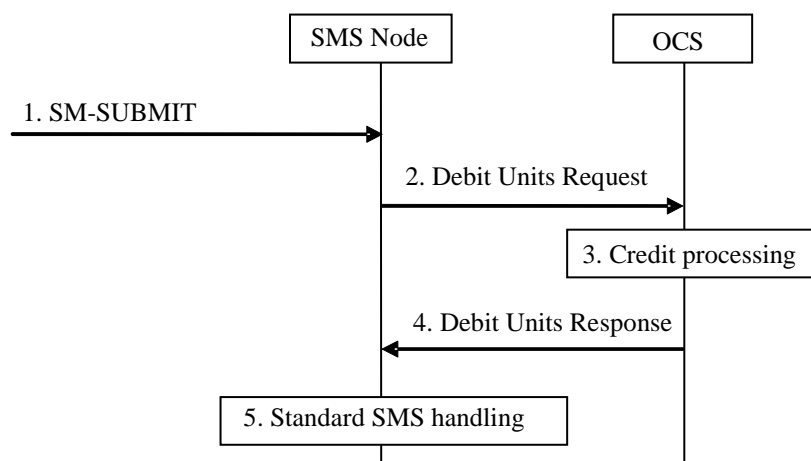 SMS Node
OCS
1. SM-SUBMIT
2. Debit Units Request
3. Credit processing
4. Debit Units Response
5. Standard SMS handling